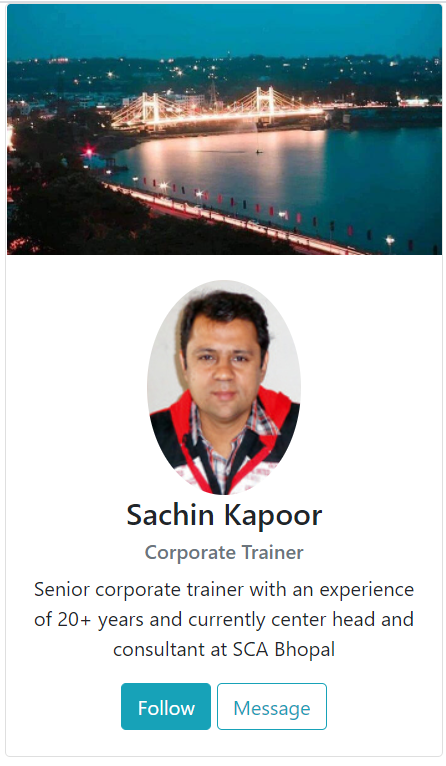 Sachin Kapoor
Corporate Trainer
Senior corporate trainer with an experience
of 20+ years and currently center head and
consultant at SCA Bhopal
Follow
Message